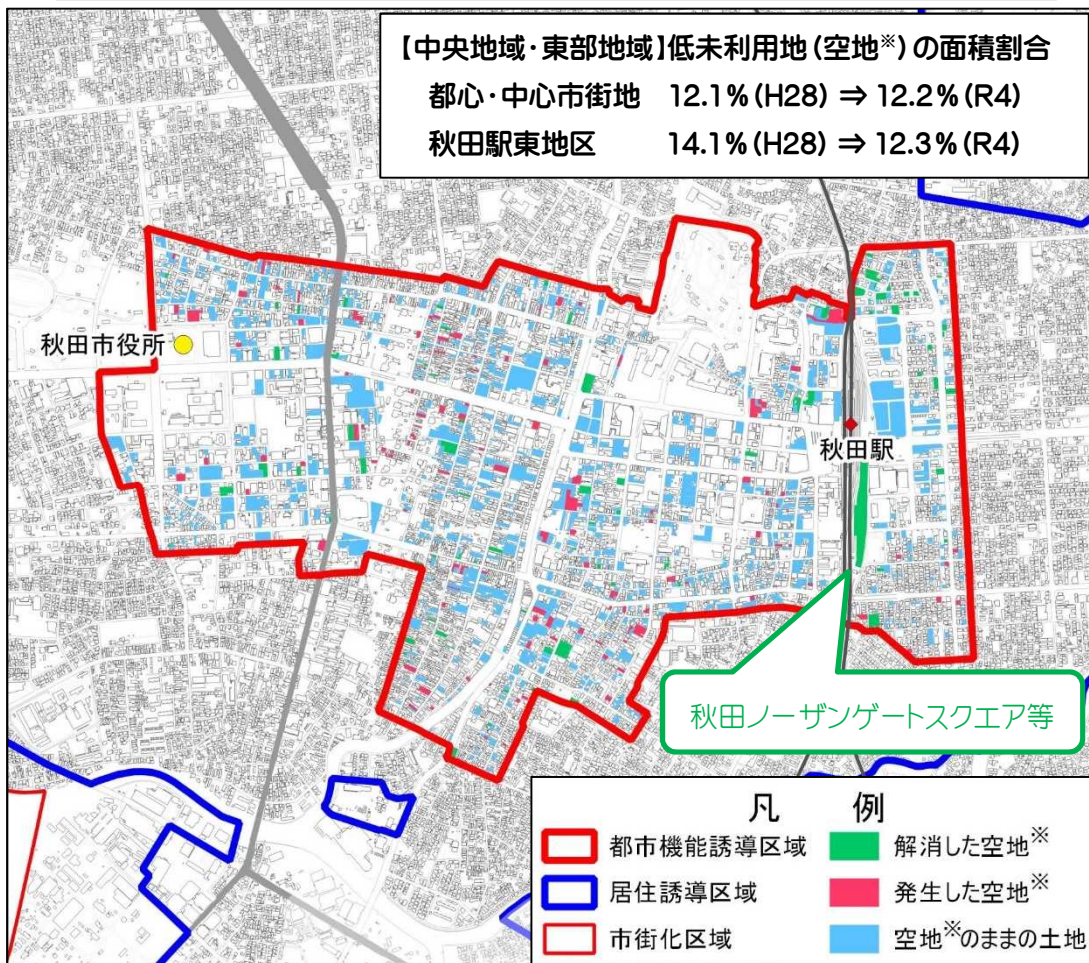 【中央地域・東部地域】低未利用地(空地※)の面積割合
都心・中心市街地 12.1%(H28) ⇒ 12.2%(R4)
秋田駅東地区 14.1%(H28) ⇒ 12.3%(R4)
秋田市役所
秋田駅
秋田ノーザンゲートスクエア等
凡 例
都市機能誘導区域 解消した空地※
居住誘導区域 発生した空地※
市街化区域 空地※のままの土地